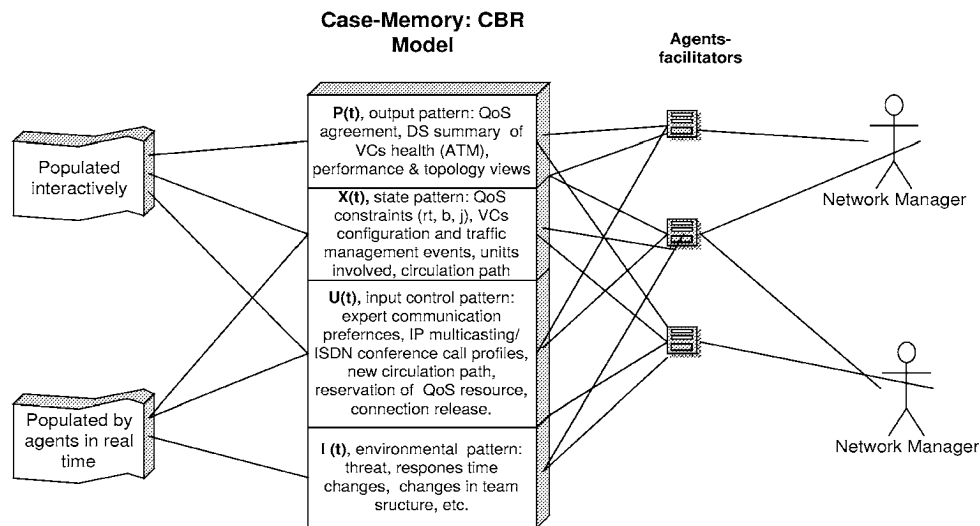 Case-Memory: CBR
Model
Agents-
facilitators
P(t), output pattern: QoS
agreement, DS summary of
VCs health (ATM),
performance & topology views
Populated
interactively
X(t), state pattern: QoS
constraints (rt, b, j), VCs
configuration and traffic
management events, unitts
involved, circulation path
Network Manager
U(t), input control pattern:
expert communication
prefernces, IP multicasting/
ISDN conference call profiles,
new circulation path,
reservation of QoS resource,
connection release.
Populated by
agents in real
time
I (t), environmental pattern:
threat, respones time
changes, changes in team
sructure, etc.
Network Manager